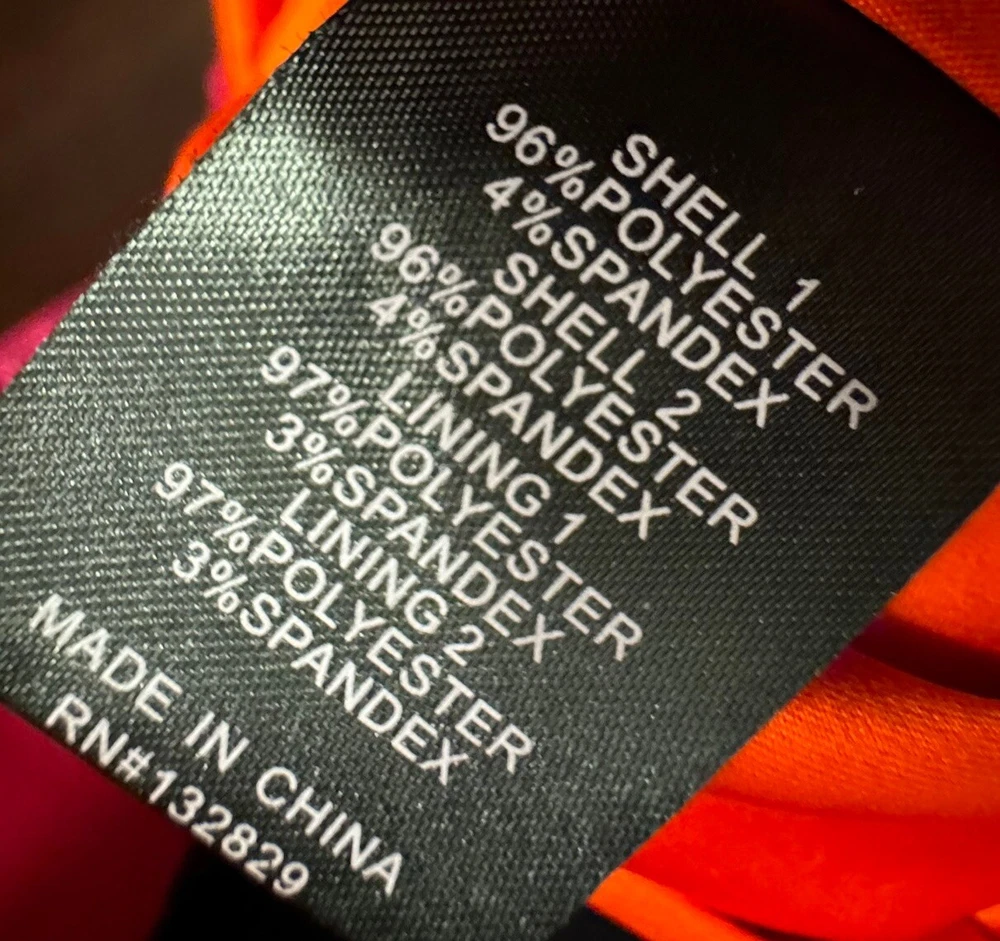 SHELL 1
96%POLYESTER
4%SPANDEX
SHELL 2
96%POLYESTER
4%SPANDEX
LINING 1
97%POLYESTER
3%SPANDEX
LINING 2
97%POLYESTER
3%SPANDEX
MADE IN CHINA
RN#132829